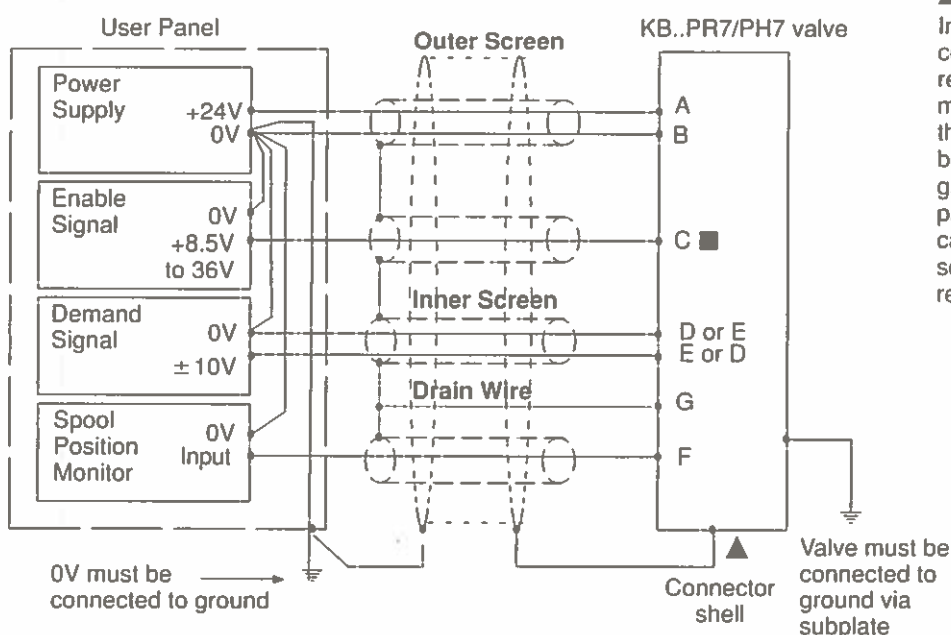 User Panel
Outer Screen
KB..PR7/PH7 valve
Power
Supply
+24V
0V
A
B
Enable
Signal
0V
+8.5V
to 36V
C ■
Inner Screen
Demand
Signal
0V
± 10V
D or E
E or D
Drain Wire
G
Spool
Position
Monitor
0V
Input
F
0V must be
connected to ground
▲
Connector
shell
Valve must be
connected to
ground via
subplate